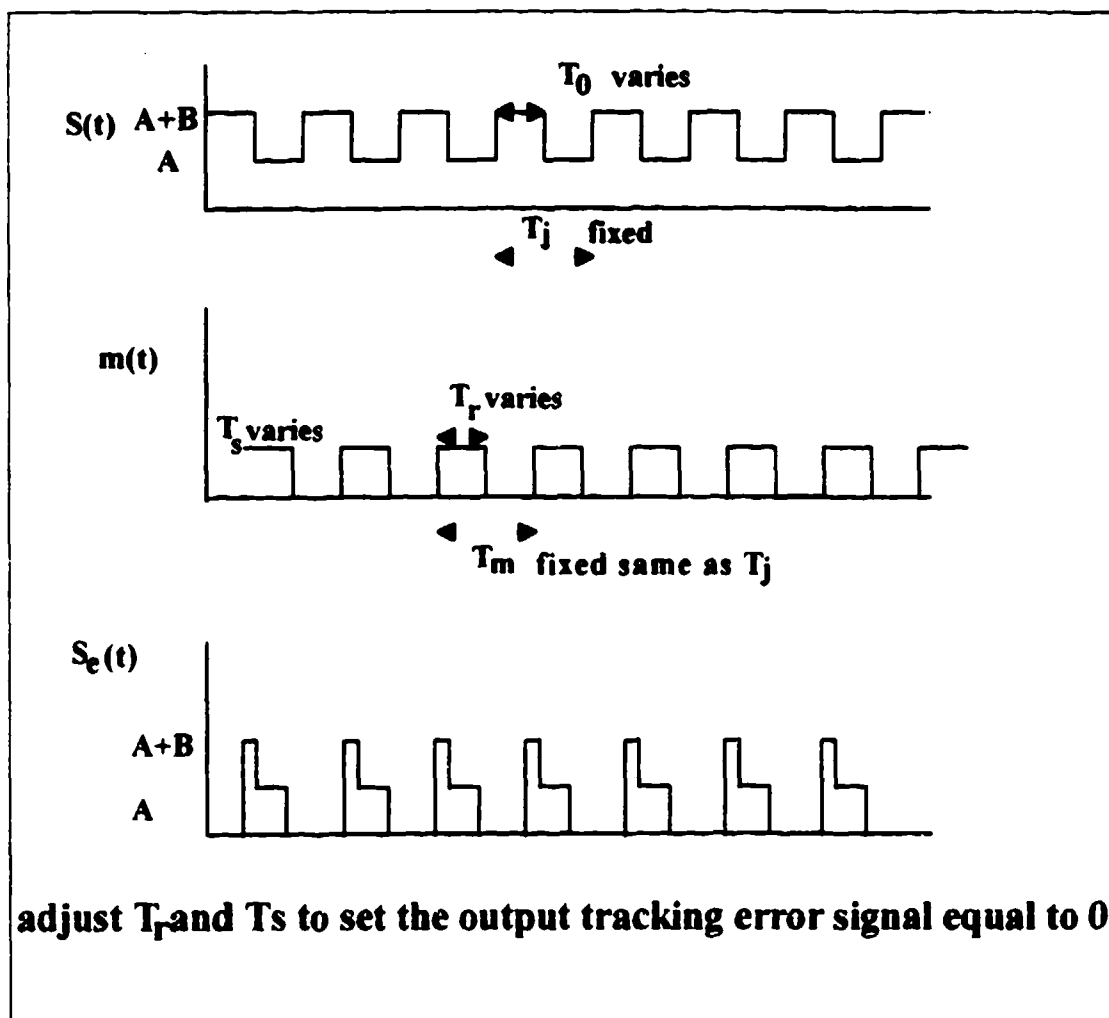 T0 varies
S(t) A+B
A
Tj fixed
m(t)
Tr varies
Ts varies
Tm fixed same as Tj
Se(t)
A+B
A
adjust Tr and Ts to set the output tracking error signal equal to 0